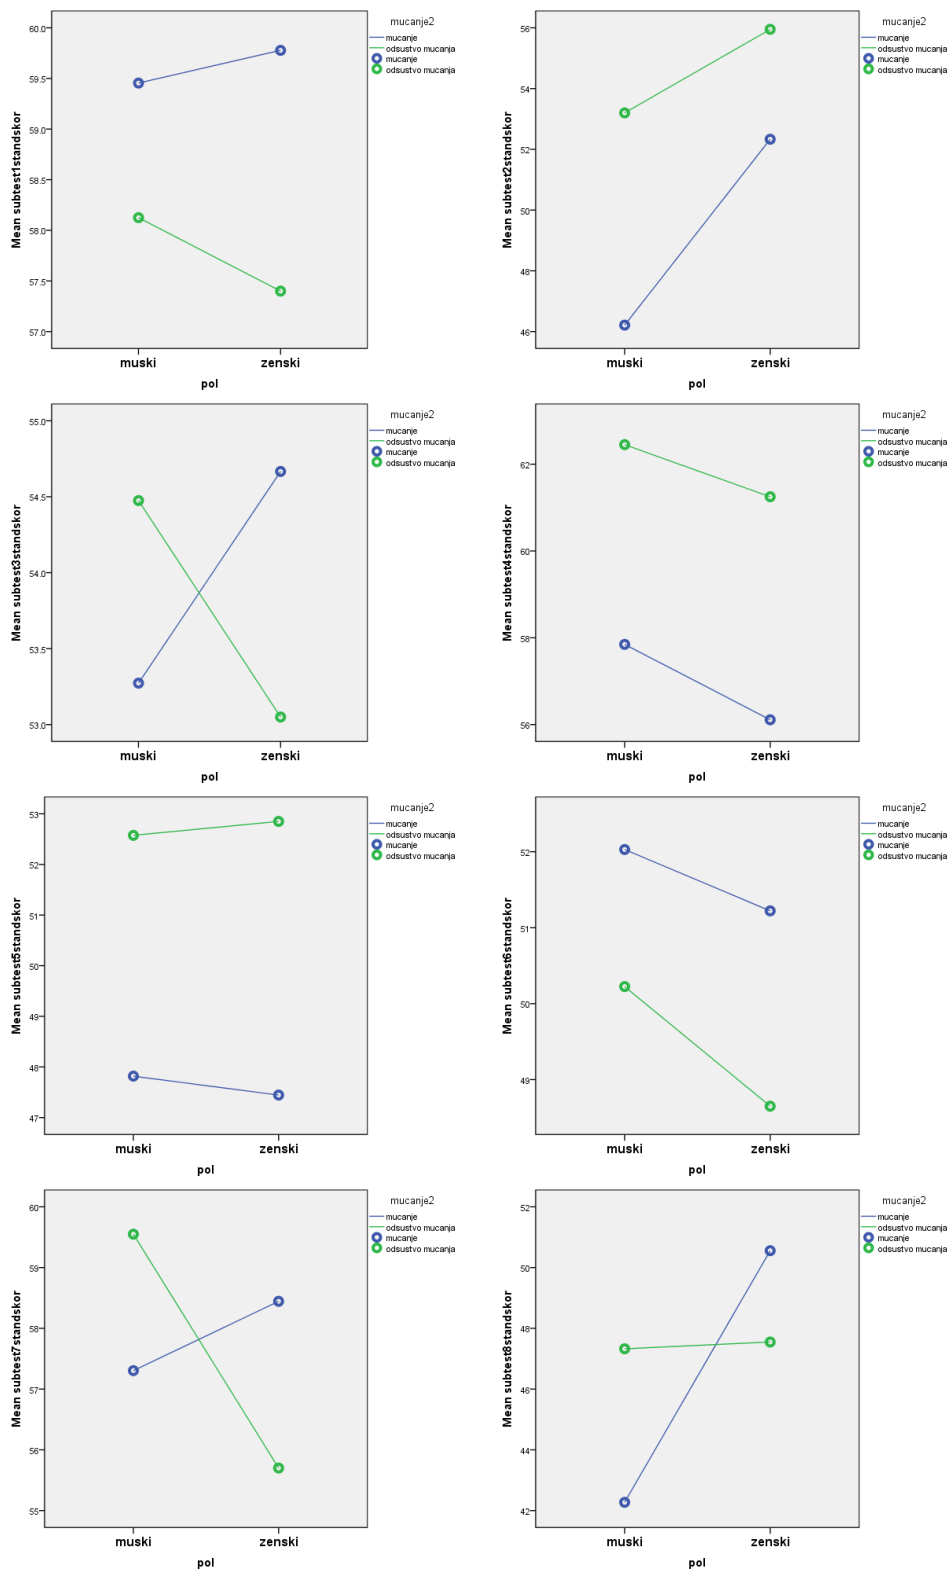 mucanje2
mucanje
odsustvo mucanja
mucanje
odsustvo mucanja
60.0
59.5
59.0
58.5
58.0
57.5
57.0
Mean subtest1standskor
muski zenski
pol
mucanje2
mucanje
odsustvo mucanja
mucanje
odsustvo mucanja
56
54
52
50
48
46
Mean subtest2standskor
muski zenski
pol
mucanje2
mucanje
odsustvo mucanja
mucanje
odsustvo mucanja
55.0
54.5
54.0
53.5
53.0
Mean subtest3standskor
muski zenski
pol
mucanje2
mucanje
odsustvo mucanja
mucanje
odsustvo mucanja
62
60
58
56
Mean subtest4standskor
muski zenski
pol
mucanje2
mucanje
odsustvo mucanja
mucanje
odsustvo mucanja
53
52
51
50
49
48
47
Mean subtest5standskor
muski zenski
pol
mucanje2
mucanje
odsustvo mucanja
mucanje
odsustvo mucanja
52
51
50
49
Mean subtest6standskor
muski zenski
pol
mucanje2
mucanje
odsustvo mucanja
mucanje
odsustvo mucanja
60
59
58
57
56
55
Mean subtest7standskor
muski zenski
pol
mucanje2
mucanje
odsustvo mucanja
mucanje
odsustvo mucanja
52
50
48
46
44
42
Mean subtest8standskor
muski zenski
pol